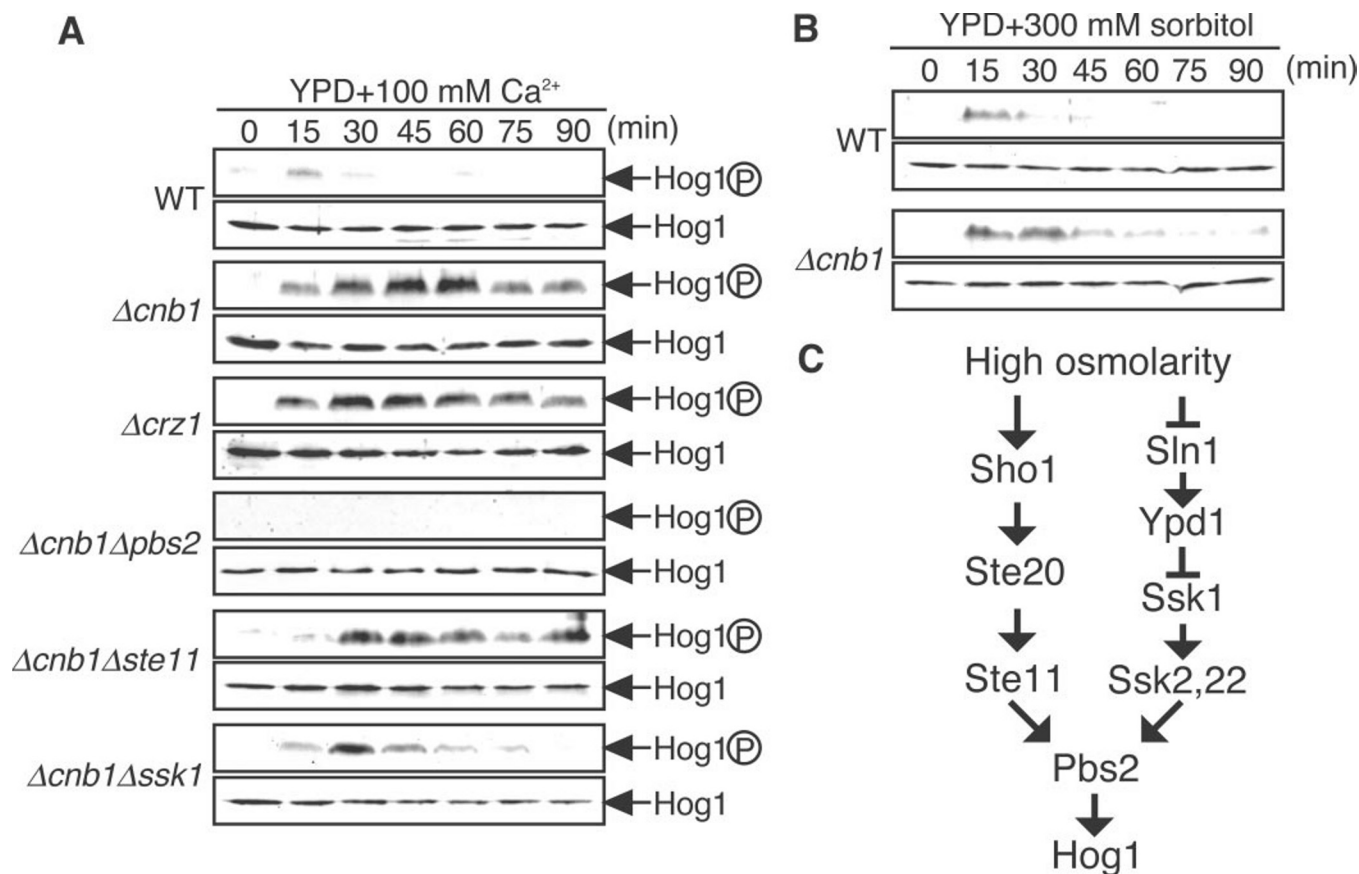 A
YPD+100 mM Ca²⁺
0 15 30 45 60 75 90 (min)
WT
Hog1Ⓟ
Hog1
Δcnb1
Hog1Ⓟ
Hog1
Δcrz1
Hog1Ⓟ
Hog1
Δcnb1Δpbs2
Hog1Ⓟ
Hog1
Δcnb1Δste11
Hog1Ⓟ
Hog1
Δcnb1Δssk1
Hog1Ⓟ
Hog1
B
YPD+300 mM sorbitol
0 15 30 45 60 75 90 (min)
WT
Δcnb1
C
High osmolarity
Sho1
Ste20
Ste11
Sln1
Ypd1
Ssk1
Ssk2,22
Pbs2
Hog1